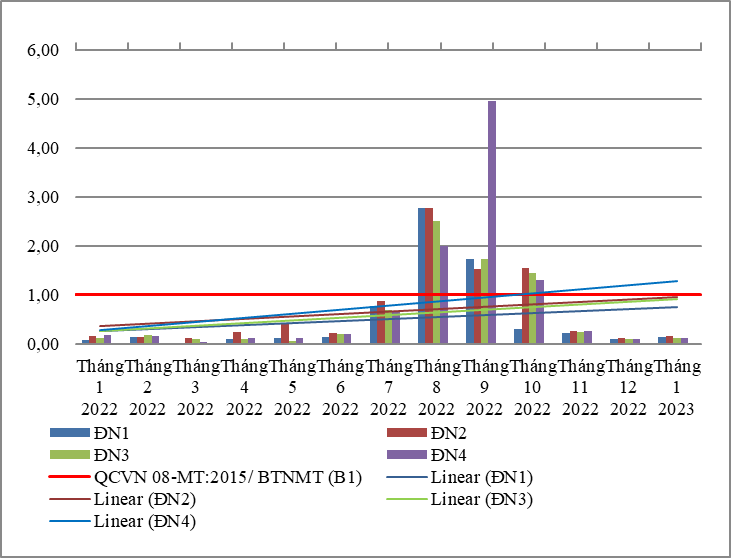 6,00
5,00
4,00
3,00
2,00
1,00
0,00
Tháng Tháng Tháng Tháng Tháng Tháng Tháng Tháng Tháng Tháng Tháng Tháng Tháng
1 2 3 4 5 6 7 8 9 10 11 12 1
2022 2022 2022 2022 2022 2022 2022 2022 2022 2022 2022 2022 2023
ĐN1 ĐN2
ĐN3 ĐN4
QCVN 08-MT:2015/ BTNMT (B1) Linear (ĐN1)
Linear (ĐN2) Linear (ĐN3)
Linear (ĐN4)